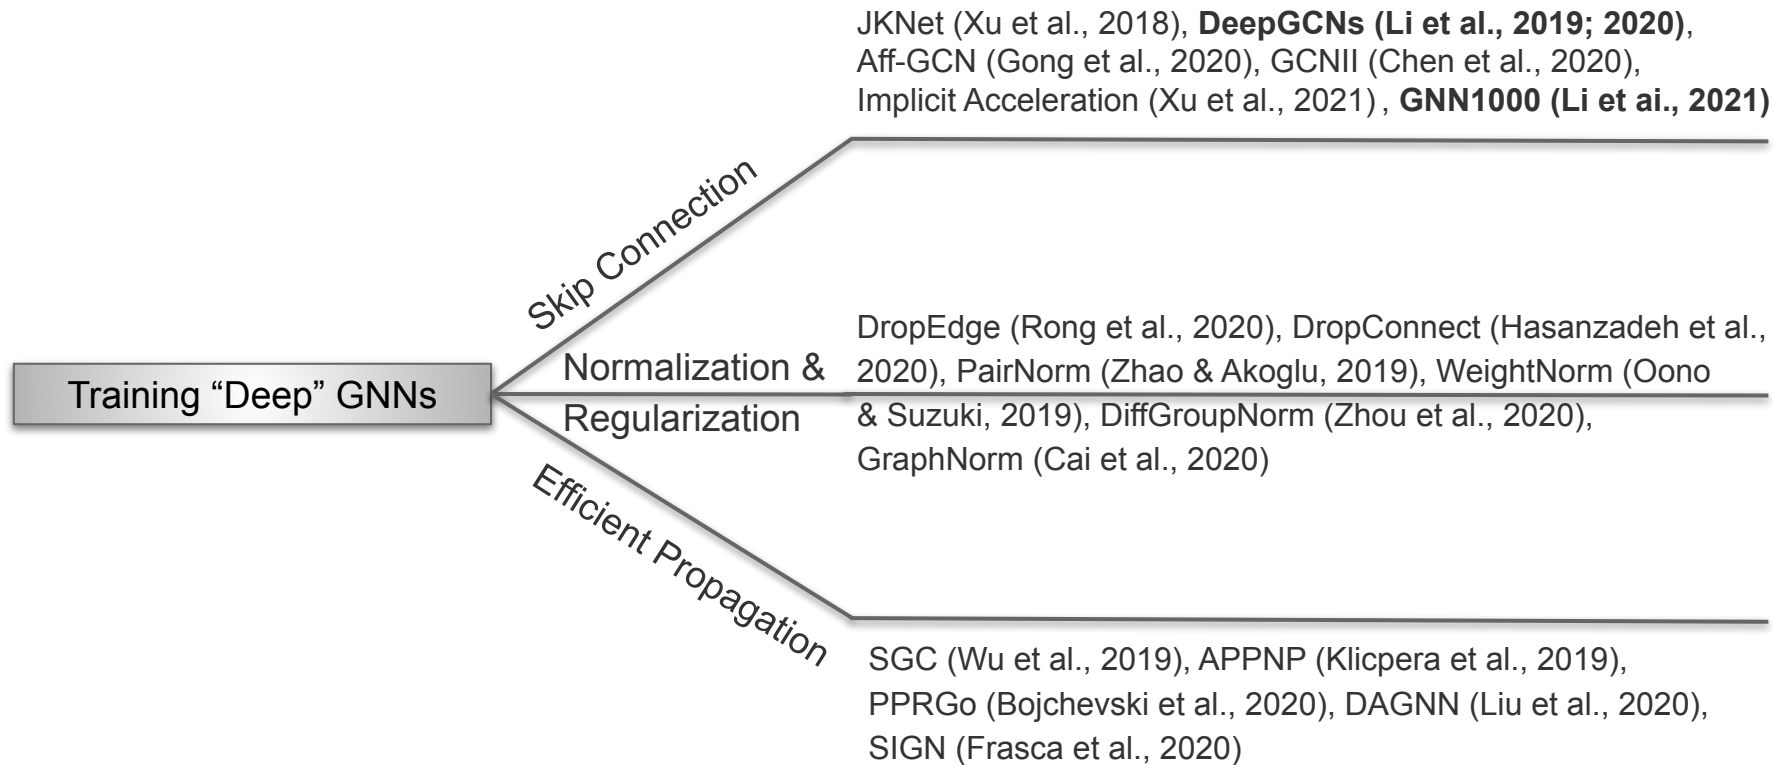 JKNet (Xu et al., 2018), DeepGCNs (Li et al., 2019; 2020),
Aff-GCN (Gong et al., 2020), GCNII (Chen et al., 2020),
Implicit Acceleration (Xu et al., 2021) , GNN1000 (Li et ai., 2021)
Skip Connection
Training “Deep” GNNs
Normalization &
Regularization
DropEdge (Rong et al., 2020), DropConnect (Hasanzadeh et al.,
2020), PairNorm (Zhao & Akoglu, 2019), WeightNorm (Oono
& Suzuki, 2019), DiffGroupNorm (Zhou et al., 2020),
GraphNorm (Cai et al., 2020)
Efficient Propagation
SGC (Wu et al., 2019), APPNP (Klicpera et al., 2019),
PPRGo (Bojchevski et al., 2020), DAGNN (Liu et al., 2020),
SIGN (Frasca et al., 2020)